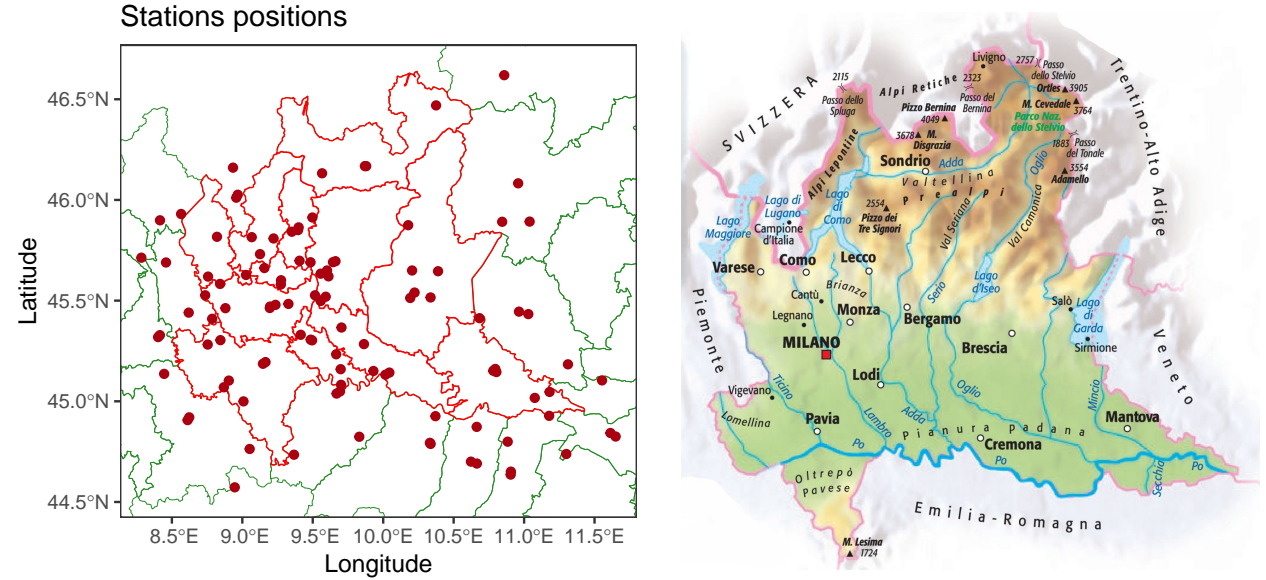 Stations positions
46.5°N
46.0°N
45.5°N
45.0°N
44.5°N
8.5°E
9.0°E
9.5°E
10.0°E
10.5°E
11.0°E
11.5°E
Longitude
Latitude
SVIZZERA
2115
Passo dello
Spluga
Alpi Retiche
Livigno
2757
Passo
dello Stelvio
Ortles 3905
2323
Passo del
Bernina
M. Cevedale
3764
Pizzo Bernina
4049
Parco Naz.
dello Stelvio
3678 M.
Disgrazia
1883 Passo
del Tonale
3554
Adamello
Trentino-Alto Adige
Alpi Lepontine
Sondrio
Adda
Valtellina
Prealpi
Oglio
Lago
di
Como
2554
Pizzo dei
Tre Signori
Val Seriana
Val Camonica
Lago di
Lugano
Lago
Maggiore
Campione
d'Italia
Varese
Como
Lecco
Lago
d'Iseo
Serio
Brianza
Cantù
Monza
Legnano
Bergamo
Salò
Lago
di
Garda
Sirmione
MILANO
Brescia
Piemonte
Veneto
Lodi
Vigevano
Ticino
Oglio
Mincio
Lomellina
Pavia
Lambro
Adda
Mantova
Pianura padana
Cremona
Po
Po
Po
Secchia
Oltrepò
Pavese
Emilia-Romagna
M. Lesima
1724